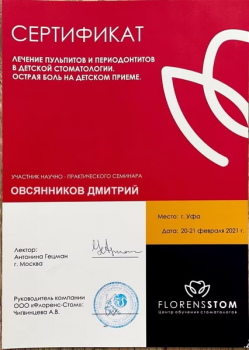 СЕРТИФИКАТ
ЛЕЧЕНИЕ ПУЛЬПИТОВ И ПЕРИОДОНТИТОВ
В ДЕТСКОЙ СТОМАТОЛОГИИ.
ОСТРАЯ БОЛЬ НА ДЕТСКОМ ПРИЕМЕ.
УЧАСТНИК НАУЧНО - ПРАКТИЧЕСКОГО СЕМИНАРА
ОВСЯННИКОВ ДМИТРИЙ
Место: г. Уфа
Дата: 20-21 февраля 2021 г.
Лектор:
Антонина Гецман
г. Москва
Руководитель компании
ООО «Флоренс-Стом»:
Чигвинцева А.В.
FLORENSSTOM
Центр обучения стоматологов